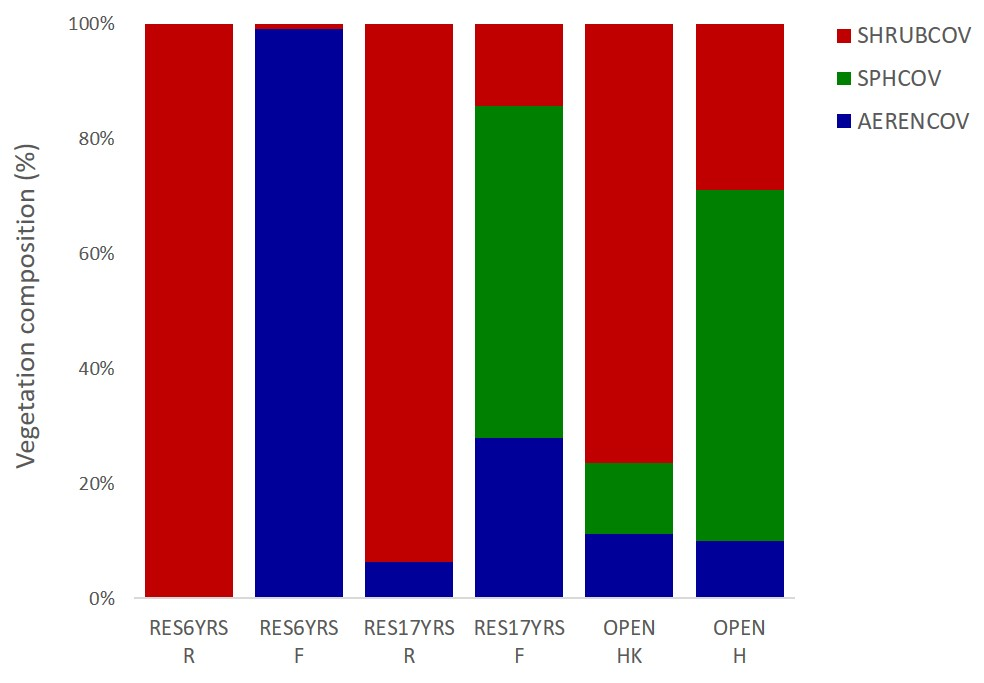 Vegetation composition (%)
100%
80%
60%
40%
20%
0%
RES6YRS
R
RES6YRS
F
RES17YRS
R
RES17YRS
F
OPEN
HK
OPEN
H
SHRUBCOV
SPHCOV
AERENCOV